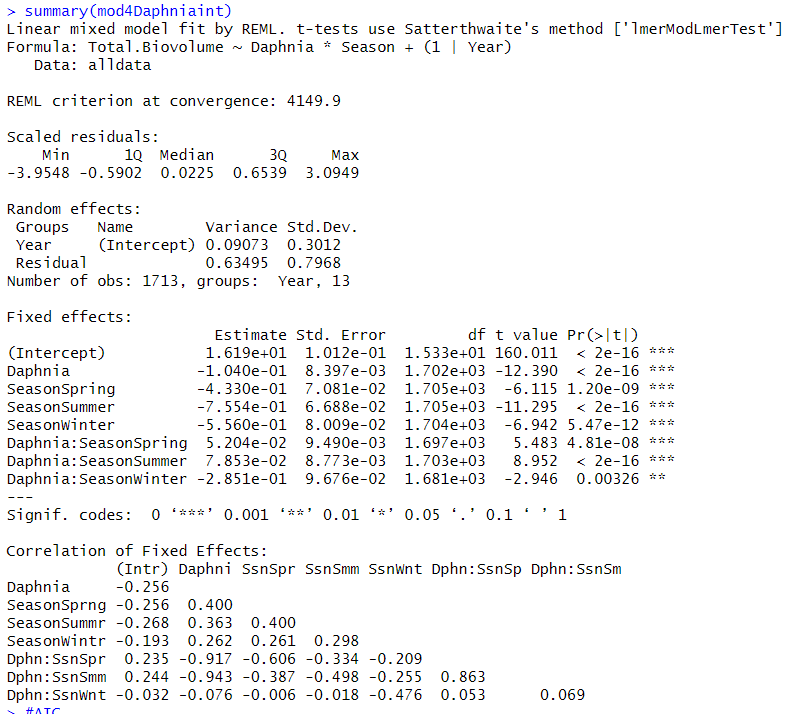 > summary(mod4Daphniaint)
Linear mixed model fit by REML. t-tests use Satterthwaite's method ['lmerModLmerTest']
Formula: Total.Biovolume ~ Daphnia * Season + (1 | Year)
   Data: alldata

REML criterion at convergence: 4149.9

Scaled residuals:
    Min      1Q  Median      3Q     Max
-3.9548 -0.5902  0.0225  0.6539  3.0949

Random effects:
 Groups   Name        Variance Std.Dev.
 Year     (Intercept) 0.09073  0.3012
 Residual             0.63495  0.7968
Number of obs: 1713, groups:  Year, 13

Fixed effects:
                       Estimate Std. Error         df t value Pr(>|t|)
(Intercept)           1.619e+01  1.012e-01  1.533e+01 160.011  < 2e-16 ***
Daphnia              -1.040e-01  8.397e-03  1.702e+03 -12.390  < 2e-16 ***
SeasonSpring         -4.330e-01  7.081e-02  1.705e+03  -6.115 1.20e-09 ***
SeasonSummer         -7.554e-01  6.688e-02  1.705e+03 -11.295  < 2e-16 ***
SeasonWinter         -5.560e-01  8.009e-02  1.704e+03  -6.942 5.47e-12 ***
Daphnia:SeasonSpring  5.204e-02  9.490e-03  1.697e+03   5.483 4.81e-08 ***
Daphnia:SeasonSummer  7.853e-02  8.773e-03  1.703e+03   8.952  < 2e-16 ***
Daphnia:SeasonWinter -2.851e-01  9.676e-02  1.681e+03  -2.946  0.00326 **
---
Signif. codes:  0 ‘***’ 0.001 ‘**’ 0.01 ‘*’ 0.05 ‘.’ 0.1 ‘ ’ 1

Correlation of Fixed Effects:
            (Intr) Daphni SsnSpr SsnSmm SsnWnt Dphn:SsnSp Dphn:SsnSm
Daphnia     -0.256
SeasonSprng -0.256  0.400
SeasonSummr -0.268  0.363  0.400
SeasonWintr -0.193  0.262  0.261  0.298
Dphn:SsnSpr  0.235 -0.917 -0.606 -0.334 -0.209
Dphn:SsnSmm  0.244 -0.943 -0.387 -0.498 -0.255  0.863
Dphn:SsnWnt -0.032 -0.076 -0.006 -0.018 -0.476  0.053      0.069
> #AIC